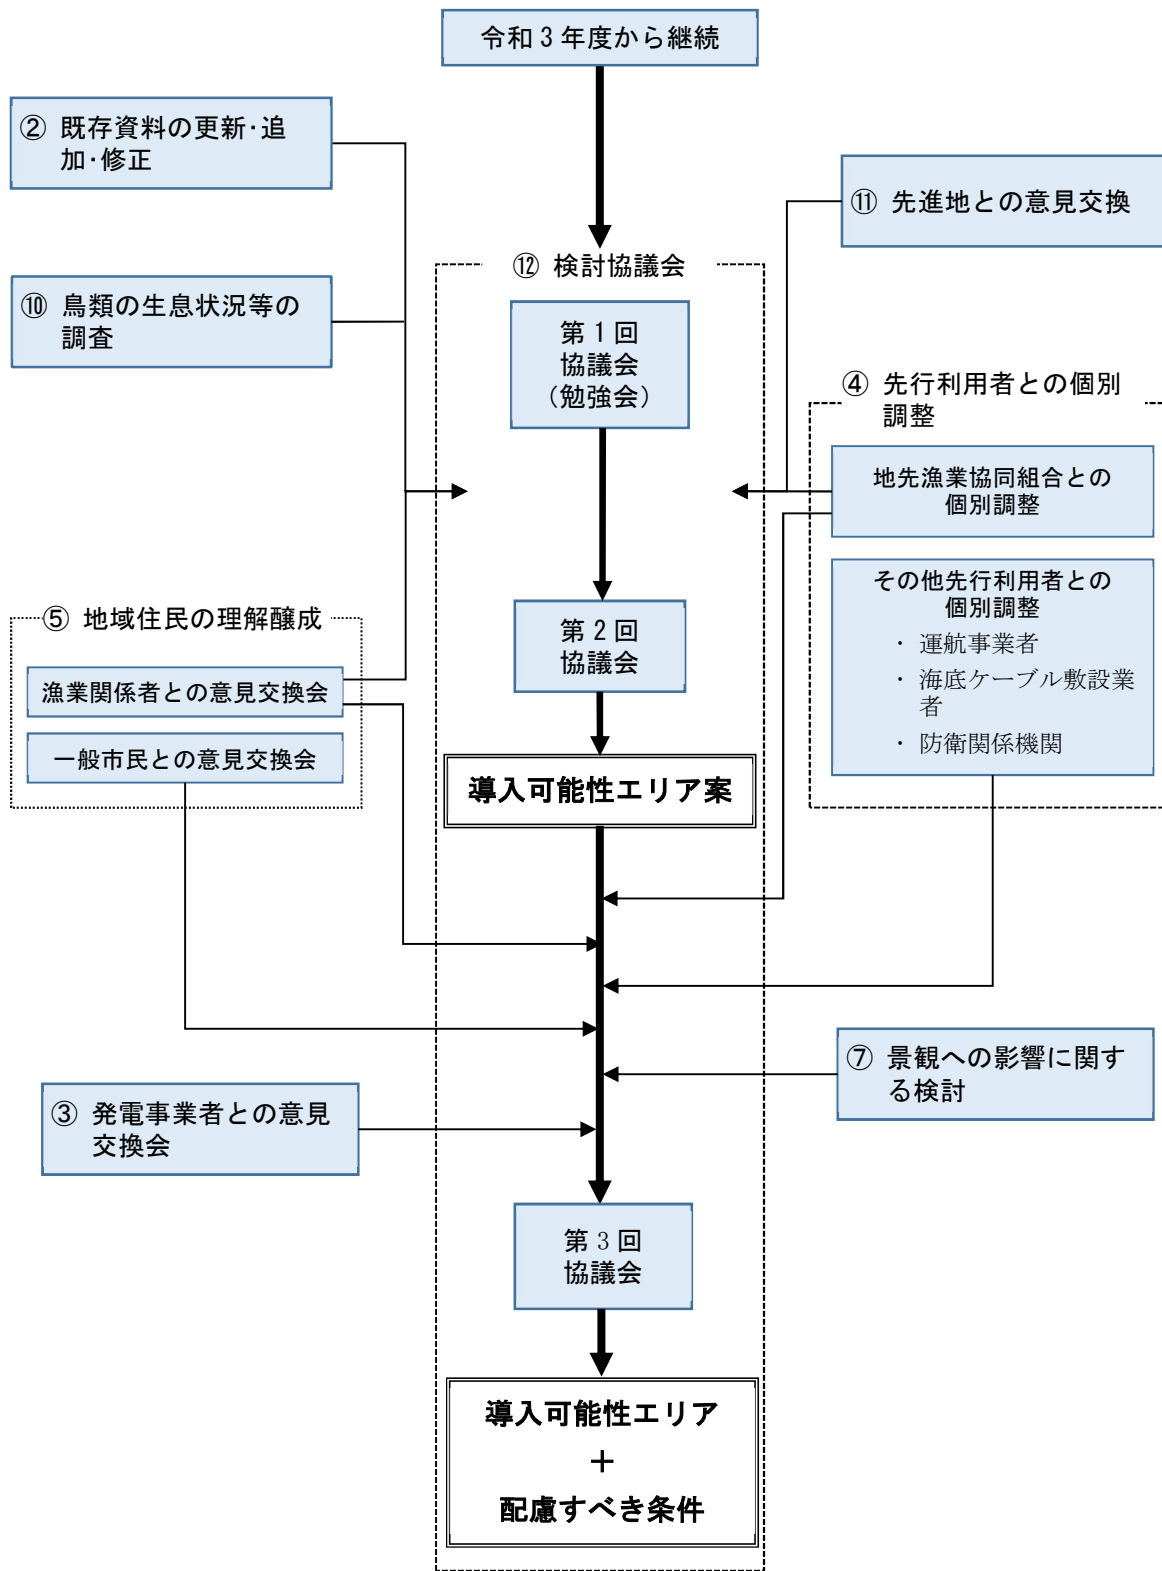 令和３年度から継続
② 既存資料の更新･追
加･修正
⑪ 先進地との意見交換
⑫ 検討協議会
⑩ 鳥類の生息状況等の
調査
第１回
協議会
（勉強会）
④ 先行利用者との個別
調整
地先漁業協同組合との
個別調整
その他先行利用者との
個別調整
・ 運航事業者
・ 海底ケーブル敷設業
者
・ 防衛関係機関
第２回
協議会
⑤ 地域住民の理解醸成
漁業関係者との意見交換会
一般市民との意見交換会
導入可能性エリア案
⑦ 景観への影響に関す
る検討
③ 発電事業者との意見
交換会
第３回
協議会
導入可能性エリア
＋
配慮すべき条件